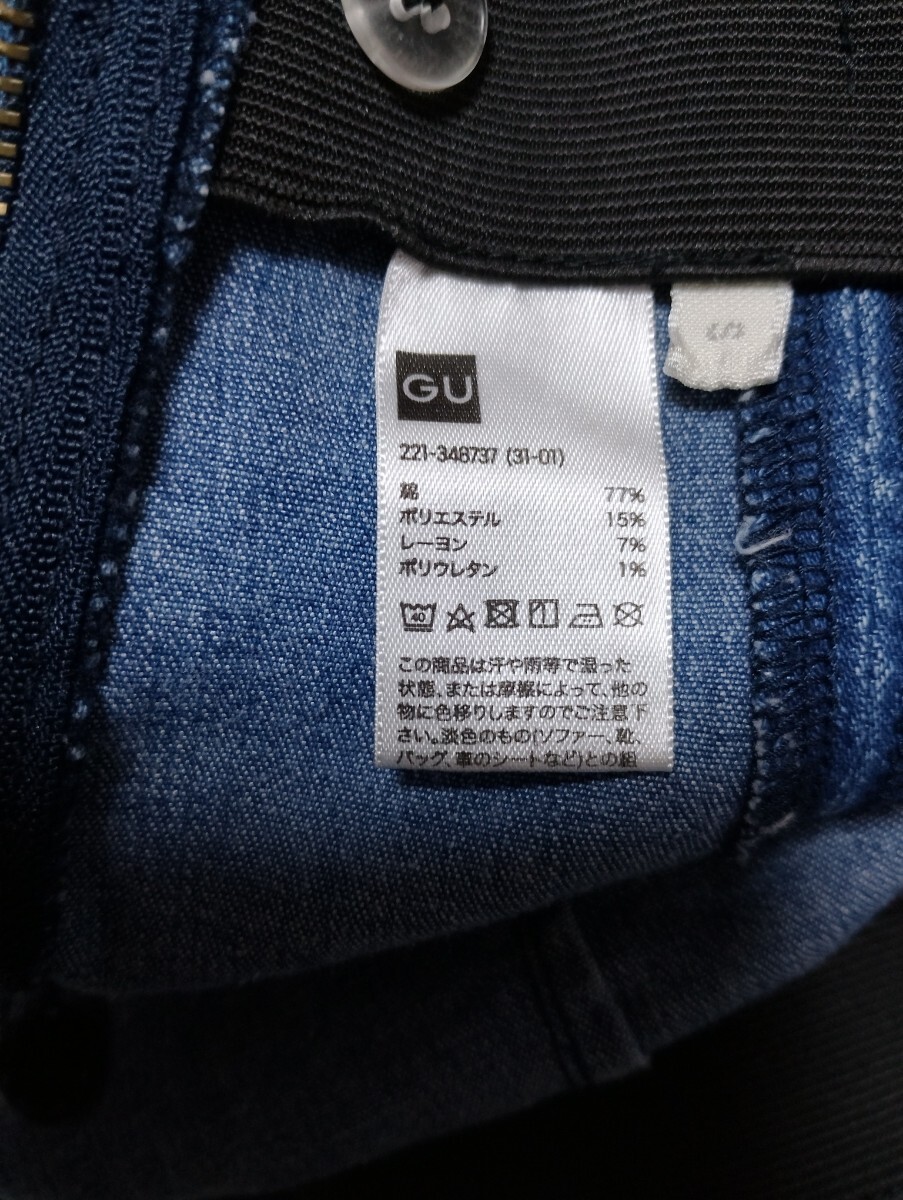 S
GU
221-348737 (31-01)
綿 77%
ポリエステル 15%
レーヨン 7%
ポリウレタン 1%
40
この商品は汗や雨等で湿った
状態、または摩擦によって、他の
物に色移りしますのでご注意下
さい。淡色のもの(ソファー、靴、
バッグ、車のシートなど)との組